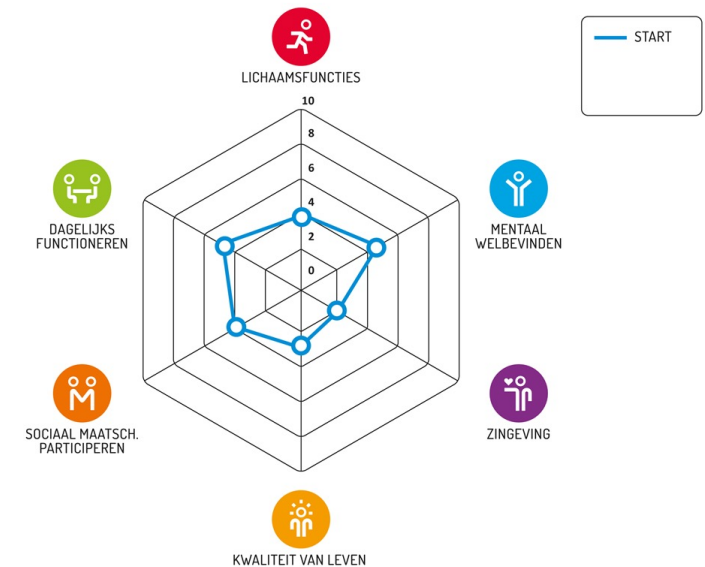 START
LICHAAMSFUNCTIES
10
8
6
4
2
0
DAGELIJKS
FUNCTIONEREN
MENTAAL
WELBEVINDEN
SOCIAAL MAATSCH.
PARTICIPEREN
ZINGEVING
KWALITEIT VAN LEVEN